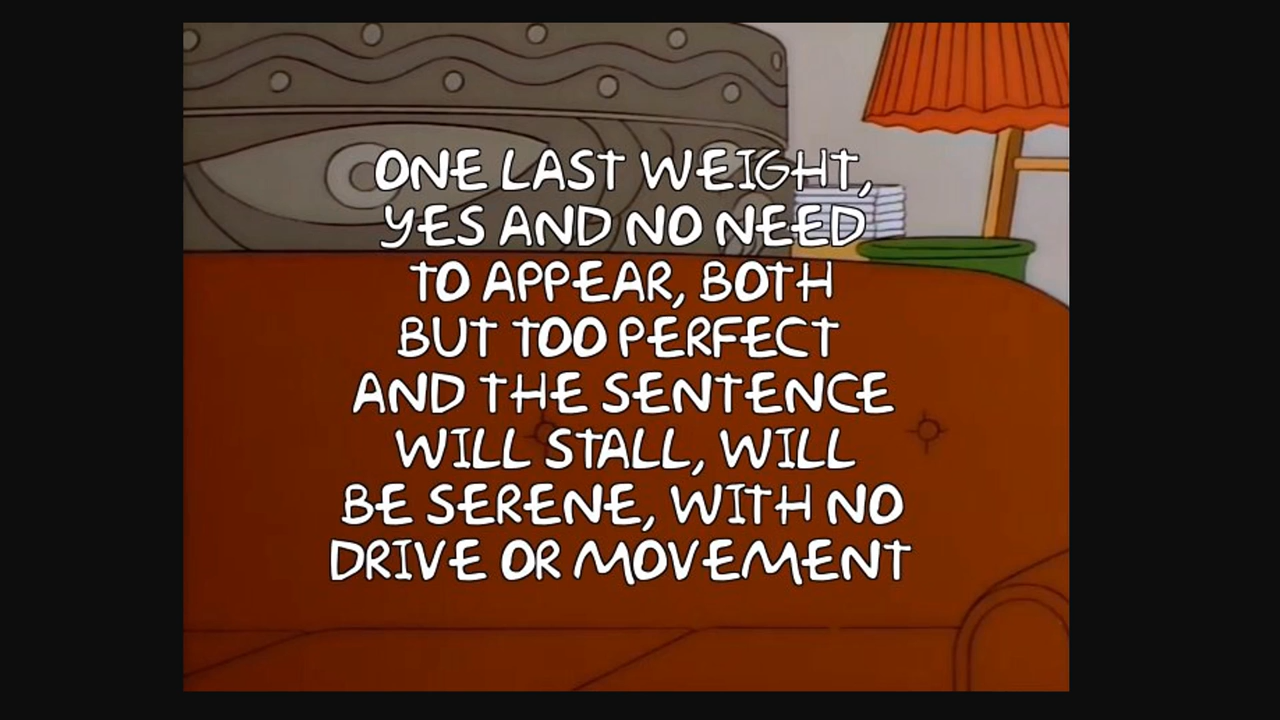 ONE LAST WEIGHT,
YES AND NO NEED
TO APPEAR, BOTH
BUT TOO PERFECT
AND THE SENTENCE
WILL STALL, WILL
BE SERENE, WITH NO
DRIVE OR MOVEMENT